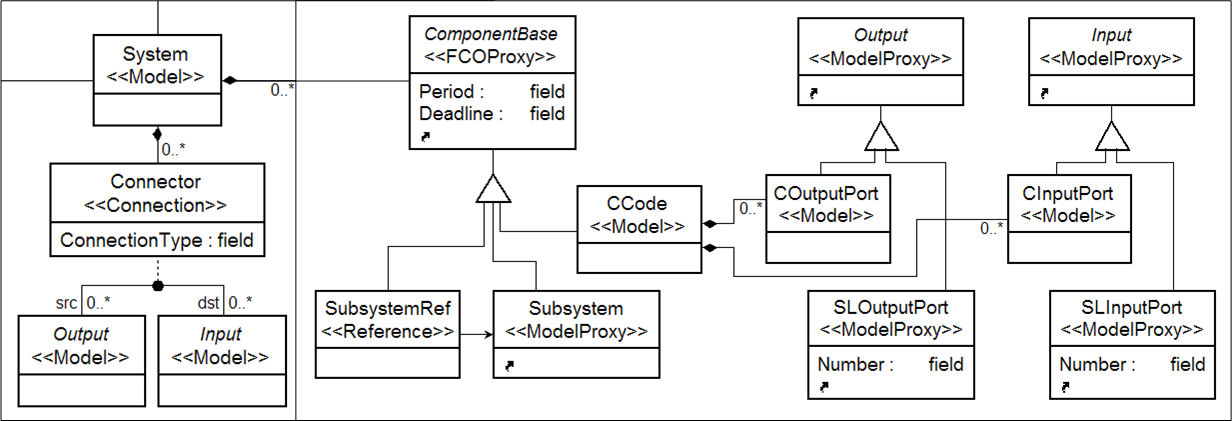 System
<<Model>>
0..*
0..*
Connector
<<Connection>>
ConnectionType : field
src 0..*
dst 0..*
Output
<<Model>>
Input
<<Model>>
ComponentBase
<<FCOProxy>>
Period : field
Deadline : field
SubsystemRef
<<Reference>>
Subsystem
<<ModelProxy>>
CCode
<<Model>>
0..*
0..*
Output
<<ModelProxy>>
COutputPort
<<Model>>
SLOutputPort
<<ModelProxy>>
Number : field
Input
<<ModelProxy>>
CInputPort
<<Model>>
SLInputPort
<<ModelProxy>>
Number : field